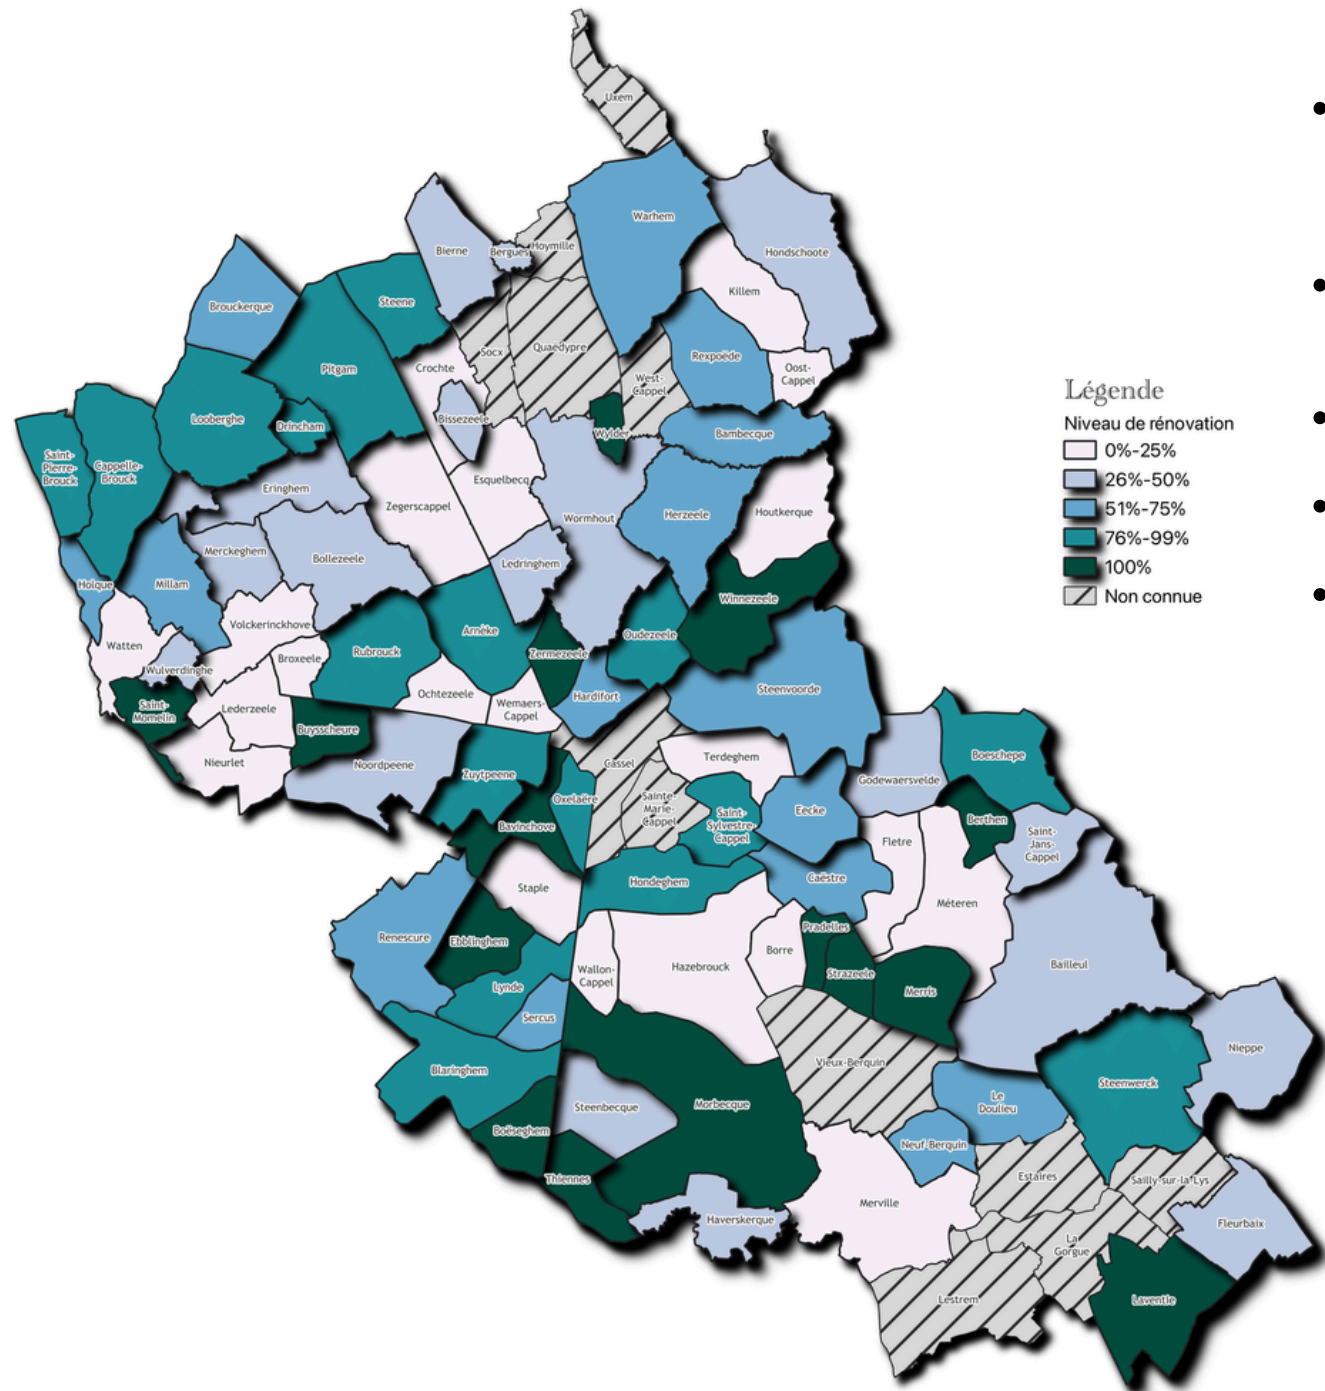 Uxem
Warhem
Hondschoote
Bierne
Bergues
Hoymille
Killem
Brouckerque
Steene
Socx
Quaëdypre
West-
Cappel
Rexpoëde
Oost-
Cappel
Pitgam
Crochte
Bissezeele
Looberghe
Drincham
Wylder
Bambecque
Saint-
Pierre-
Brouck
Cappelle-
Brouck
Eringhem
Zegerscappel
Esquelbecq
Wormhout
Herzeele
Houtkerque
Merckeghem
Bollezeele
Ledringhem
Holque
Millam
Winnezeele
Volckerinckhove
Arnèke
Oudezeele
Watten
Wulverdinghe
Broxeele
Rubrouck
Zermezeele
Steenvoorde
Saint-
Momelin
Lederzeele
Ochtezeele
Wemaers-
Cappel
Hardifort
Buysscheure
Nieurlet
Noordpeene
Zuytpeene
Cassel
Terdeghem
Godewaersvelde
Boeschepe
Oxelaëre
Sainte-
Marie-
Cappel
Saint-
Sylvestre-
Cappel
Eecke
Bavinchove
Berthen
Saint-
Jans-
Cappel
Fletre
Staple
Hondeghem
Caëstre
Méteren
Renescure
Ebblinghem
Wallon-
Cappel
Hazebrouck
Borre
Pradelles
Strazeele
Merris
Bailleul
Lynde
Sercus
Blaringhem
Vieux-Berquin
Nieppe
Steenwerck
Steenbecque
Morbecque
Le
Doulieu
Boëseghem
Neuf-Berquin
Thiennes
Estaires
Sailly-sur-la-Lys
Merville
Haverskerque
Fleurbaix
La
Gorgue
Lestrem
Laventie
Légende
Niveau de rénovation
0%-25%
26%-50%
51%-75%
76%-99%
100%
Non connue